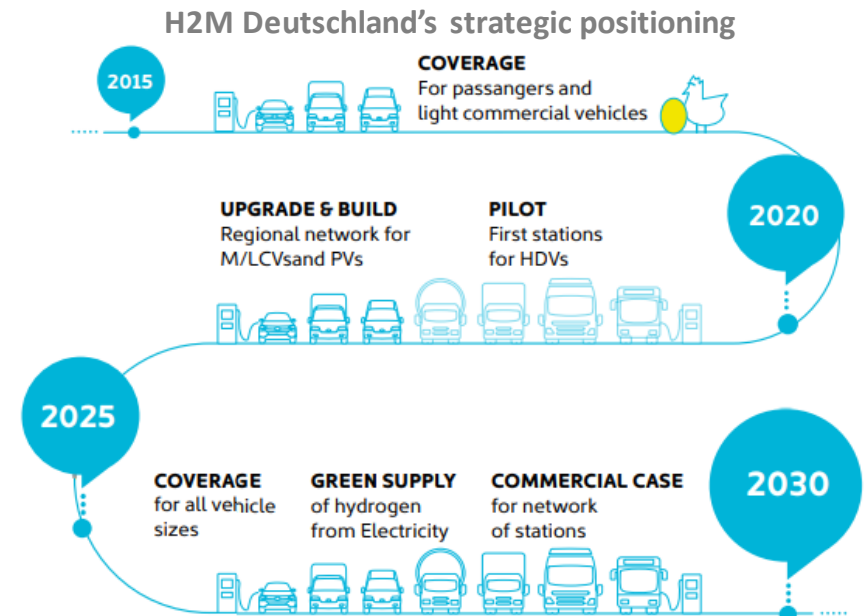 H2M Deutschland's strategic positioning
2015
COVERAGE
For passangers and
light commercial vehicles
2020
UPGRADE & BUILD
Regional network for
M/LCVsand PVs
PILOT
First stations
for HDVs
2025
COVERAGE
for all vehicle
sizes
GREEN SUPPLY
of hydrogen
from Electricity
COMMERCIAL CASE
for network
of stations
2030